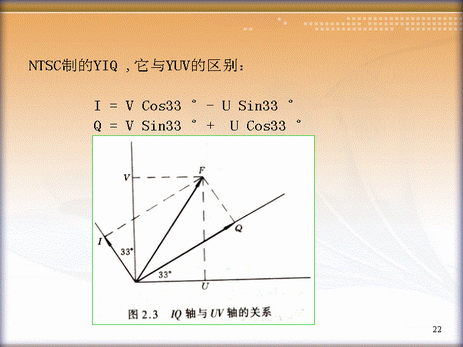 NTSC制的YIQ ,它与YUV的区别:
I = V Cos33 ° - U Sin33 °
Q = V Sin33 ° + U Cos33 °
F
V
I
Q
33°
33°
U
图 2.3 IQ 轴与 UV 轴的关系
22